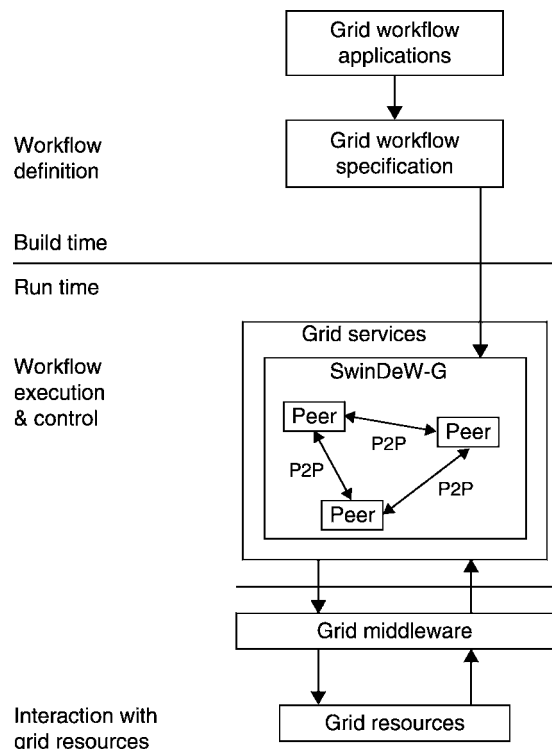 Grid workflow
applications
Workflow
definition
Grid workflow
specification
Build time
Run time
Grid services
Workflow
execution
& control
SwinDeW-G
Peer
Peer
P2P
P2P
P2P
Peer
Grid middleware
Interaction with
grid resources
Grid resources